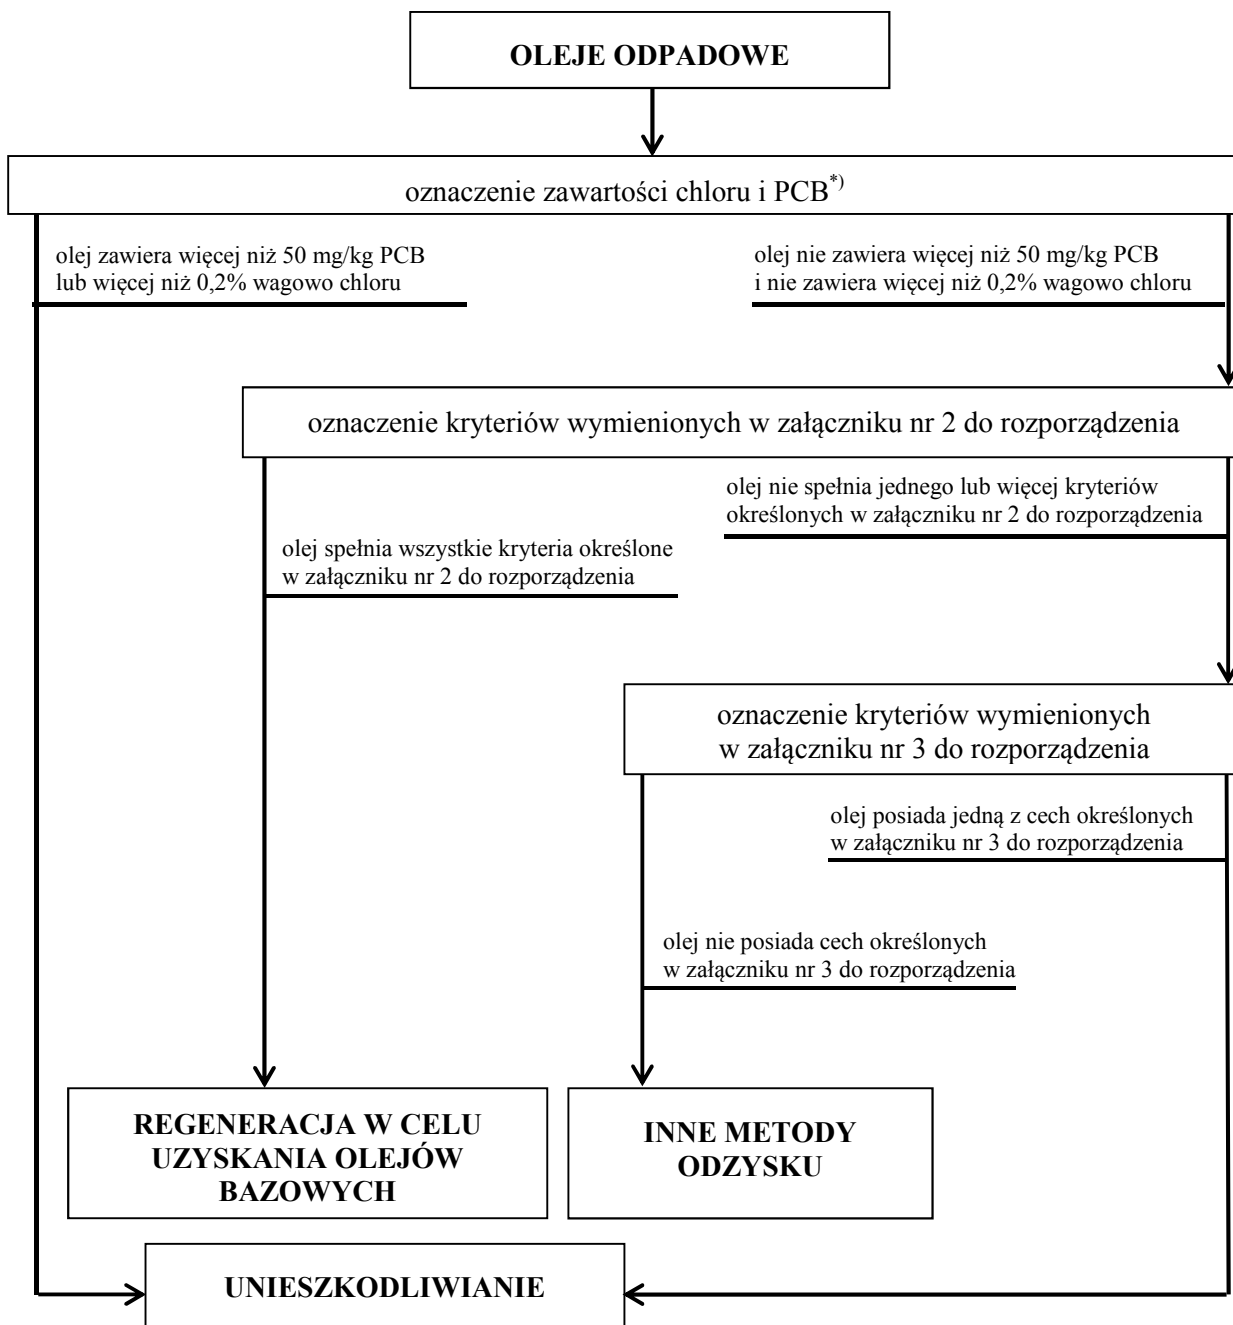 OLEJE ODPADOWE
oznaczenie zawartości chloru i PCB*)
olej zawiera więcej niż 50 mg/kg PCB
lub więcej niż 0,2% wagowo chloru
olej nie zawiera więcej niż 50 mg/kg PCB
i nie zawiera więcej niż 0,2% wagowo chloru
oznaczenie kryteriów wymienionych w załączniku nr 2 do rozporządzenia
olej nie spełnia jednego lub więcej kryteriów
określonych w załączniku nr 2 do rozporządzenia
olej spełnia wszystkie kryteria określone
w załączniku nr 2 do rozporządzenia
oznaczenie kryteriów wymienionych
w załączniku nr 3 do rozporządzenia
olej posiada jedną z cech określonych
w załączniku nr 3 do rozporządzenia
olej nie posiada cech określonych
w załączniku nr 3 do rozporządzenia
REGENERACJA W CELU
UZYSKANIA OLEJÓW
BAZOWYCH
INNE METODY
ODZYSKU
UNIESZKODLIWIANIE